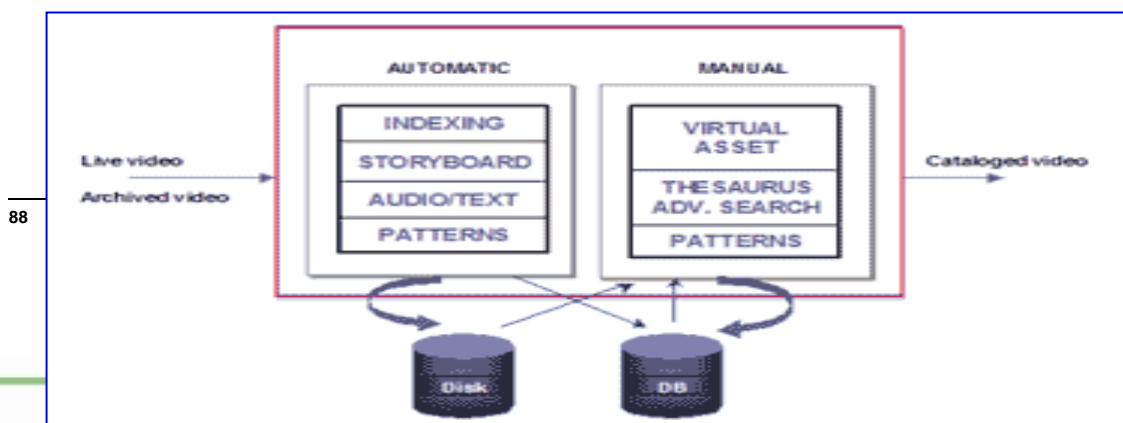 AUTOMATIC
MANUAL
INDEXING
STORYBOARD
AUDIO/TEXT
PATTERNS
VIRTUAL
ASSET
THESAURUS
ADV. SEARCH
PATTERNS
Live video
Archived video
Cataloged video
88
Disk
DB